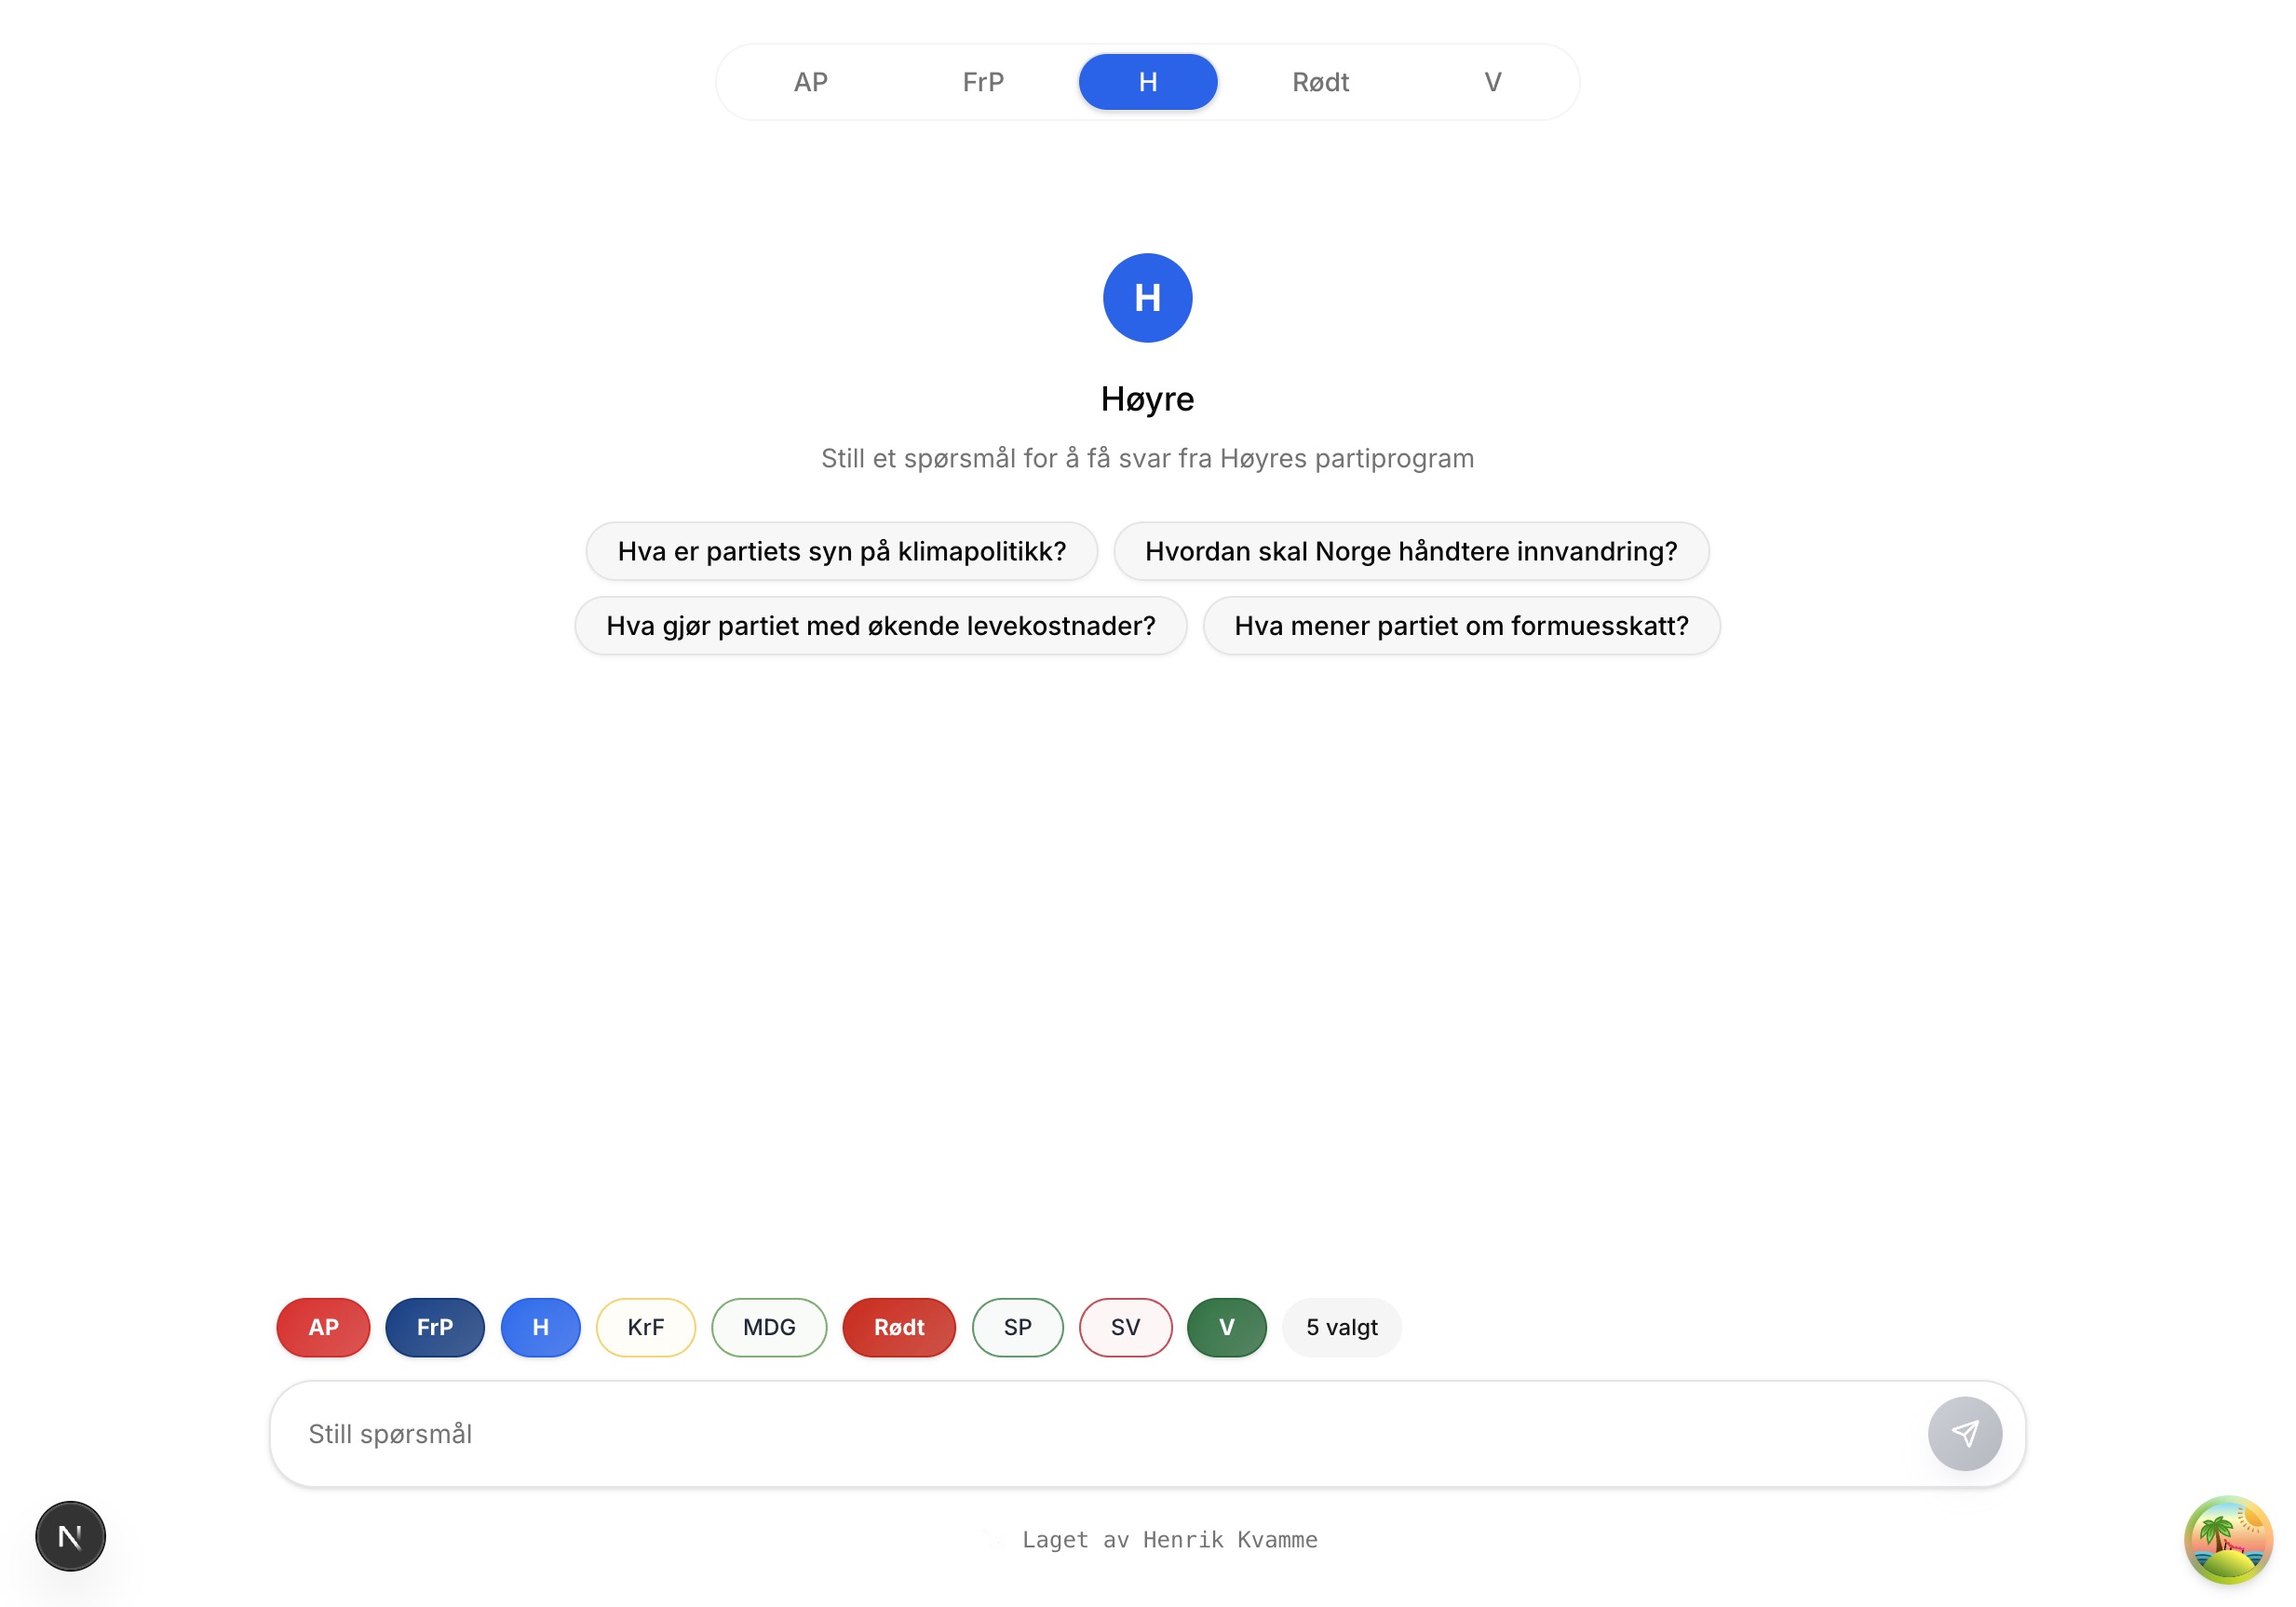 AP FrP H Rødt V
H
Høyre
Still et spørsmål for å få svar fra Høyres partiprogram
Hva er partiets syn på klimapolitikk? Hvordan skal Norge håndtere innvandring?
Hva gjør partiet med økende levekostnader? Hva mener partiet om formuesskatt?
AP FrP H KrF MDG Rødt SP SV V 5 valgt
Still spørsmål
N
Laget av Henrik Kvamme